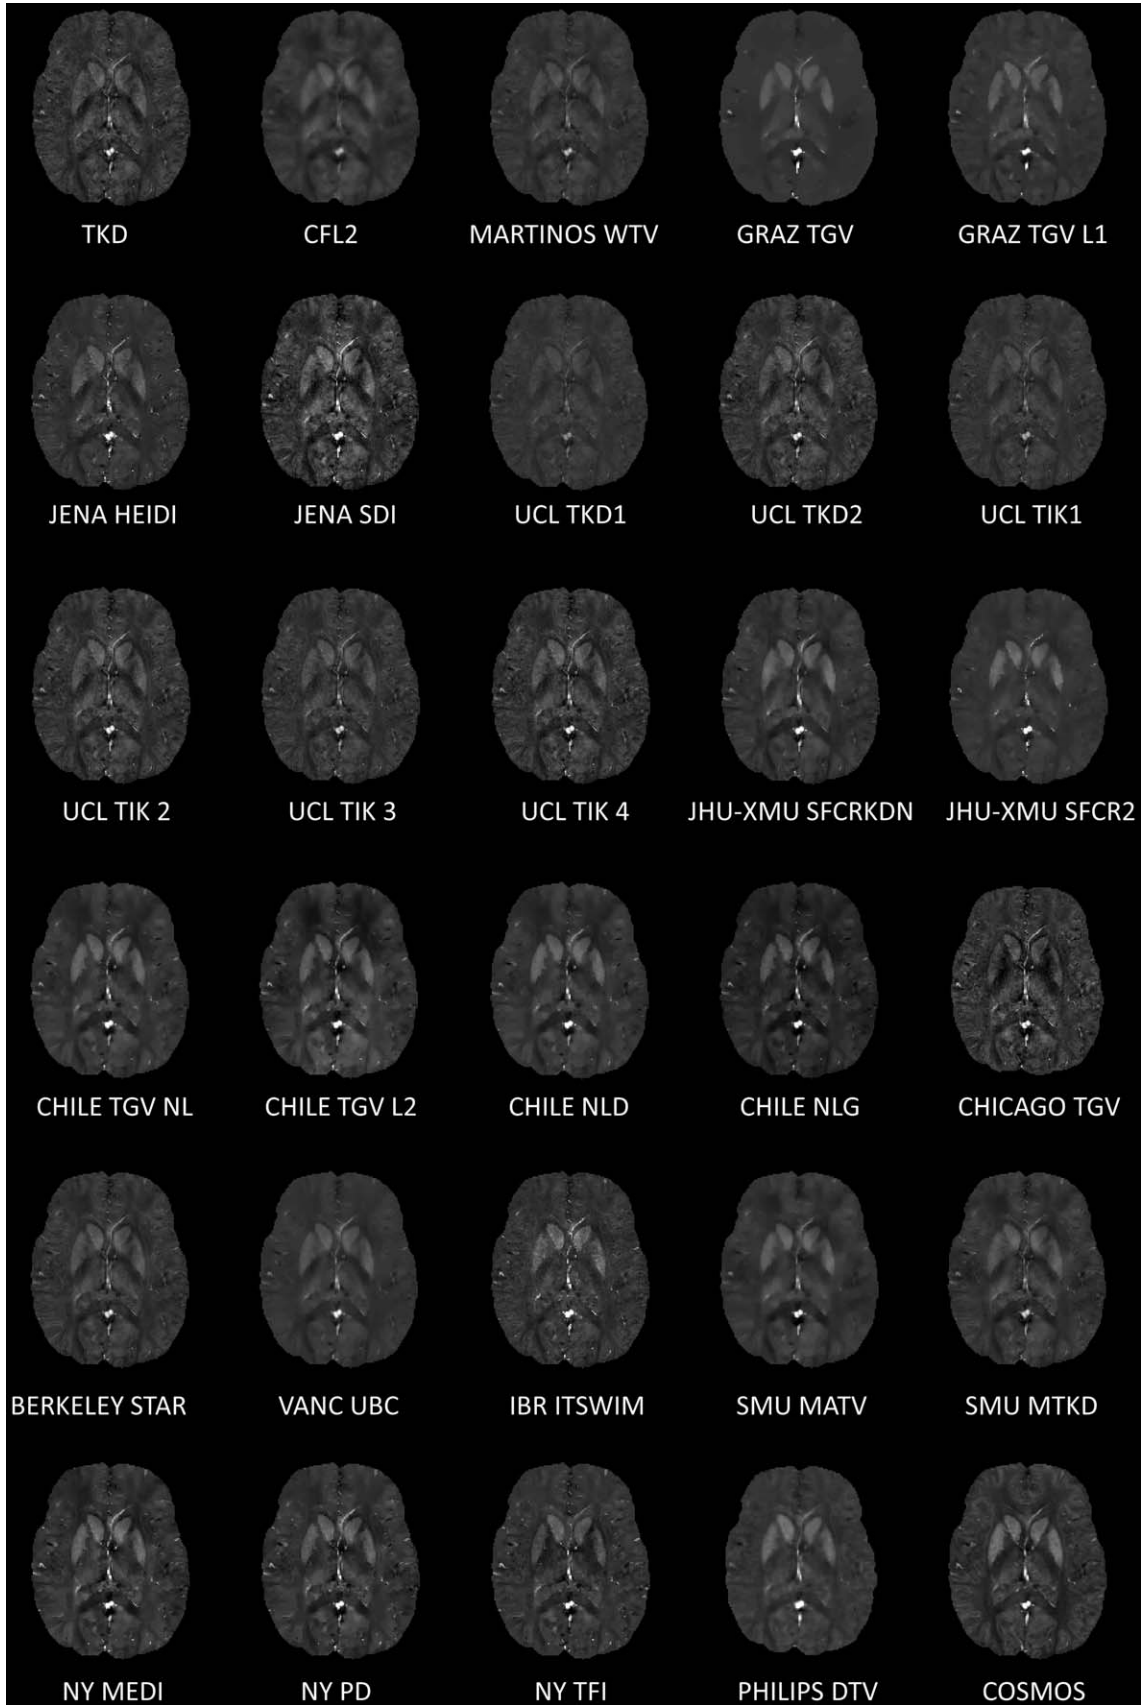 TKD CFL2 MARTINOS WTV GRAZ TGV GRAZ TGV L1
JENA HEIDI JENA SDI UCL TKD1 UCL TKD2 UCL TIK1
UCL TIK 2 UCL TIK 3 UCL TIK 4 JHU-XMU SFCRKDN JHU-XMU SFCR2
CHILE TGV NL CHILE TGV L2 CHILE NLD CHILE NLG CHICAGO TGV
BERKELEY STAR VANC UBC IBR ITSWIM SMU MATV SMU MTKD
NY MEDI NY PD NY TFI PHILIPS DTV COSMOS